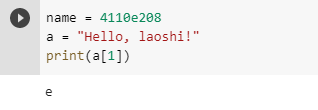 name = 4110e208
a = "Hello, laoshi!"
print(a[1])
e